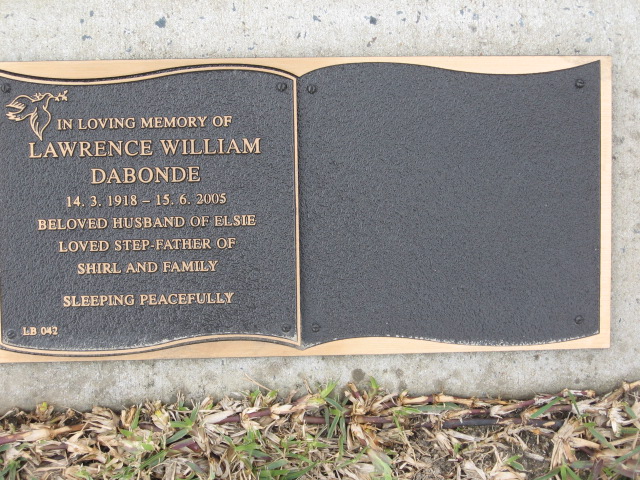 IN LOVING MEMORY OF
LAWRENCE WILLIAM
DABONDE
14. 3. 1918 – 15. 6. 2005
BELOVED HUSBAND OF ELSIE
LOVED STEP-FATHER OF
SHIRL AND FAMILY
SLEEPING PEACEFULLY
LB 042